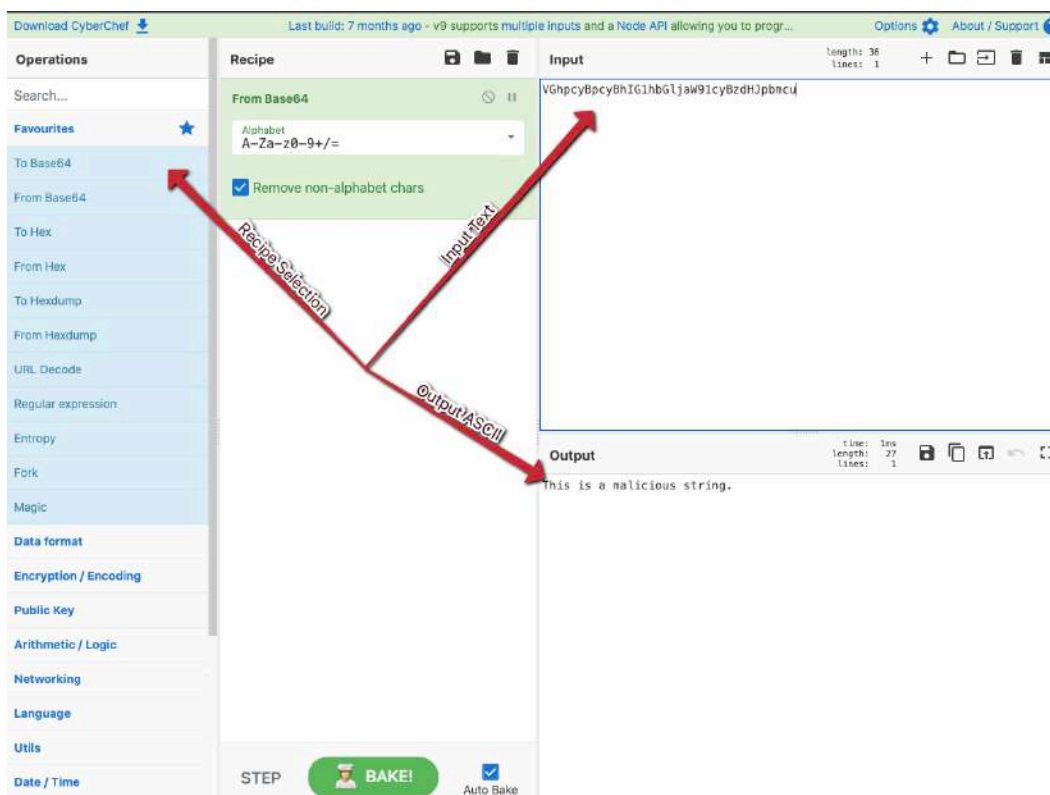 Download CyberChef
Last build: 7 months ago - v9 supports multiple inputs and a Node API allowing you to progr...
Options
About / Support
Operations
Search...
Favourites
To Base64
From Base64
To Hex
From Hex
To Hexdump
From Hexdump
URL Decode
Regular expression
Entropy
Fork
Magic
Data format
Encryption / Encoding
Public Key
Arithmetic / Logic
Networking
Language
Utils
Date / Time
Recipe
From Base64
Alphabet
A-Za-z0-9+/=
Remove non-alphabet chars
STEP
BAKE!
Auto Bake
Recipe Selection
Input Text
Output ASCII
Input
length: 36
lines: 1
VGhpcyBpcyBhIG1hbGljaW91cyBzdHJpbmcu
Output
time: 1ms
length: 27
lines: 1
This is a malicious string.